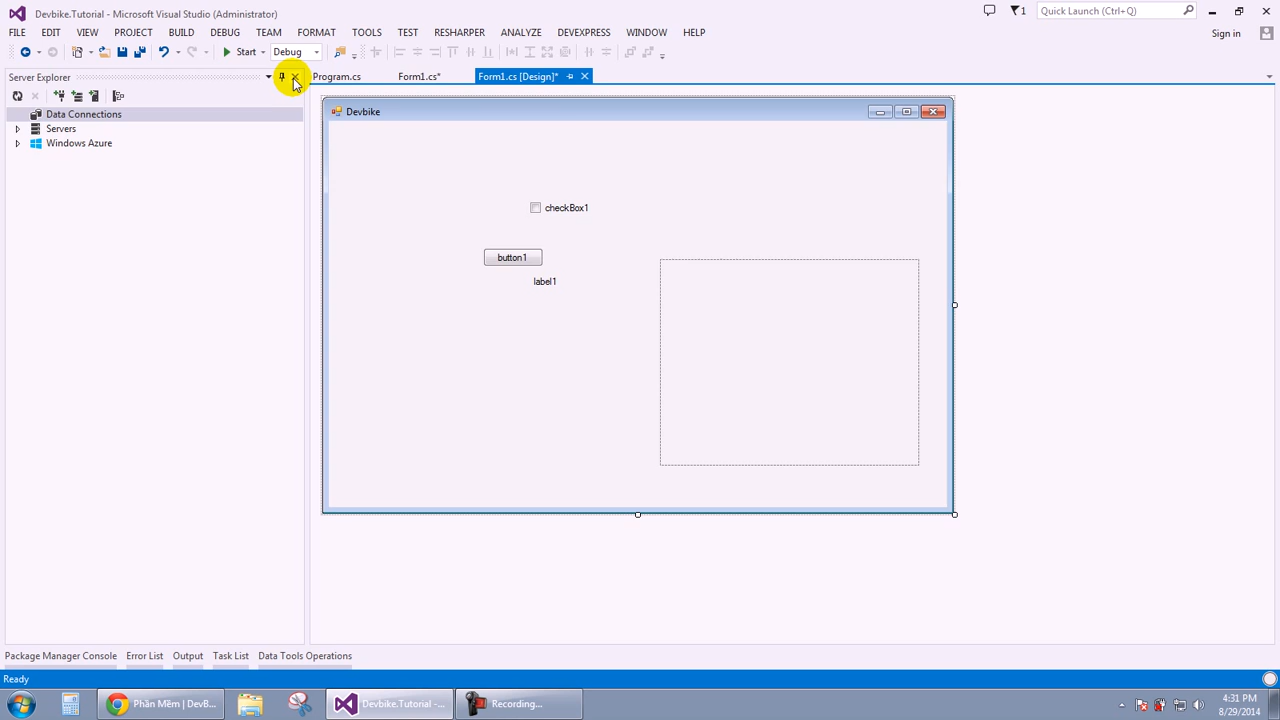 Devbike.Tutorial - Microsoft Visual Studio (Administrator)
1
Quick Launch (Ctrl+Q)
FILE EDIT VIEW PROJECT BUILD DEBUG TEAM FORMAT TOOLS TEST RESHARPER ANALYZE DEVEXPRESS WINDOW HELP
Sign in
Start Debug
Server Explorer
Program.cs Form1.cs* Form1.cs [Design]*
Data Connections
Servers
Windows Azure
Devbike
checkBox1
button1
label1
Package Manager Console Error List Output Task List Data Tools Operations
Ready
Phần Mềm | DevB...
Devbike.Tutorial -...
Recording...
4:31 PM
8/29/2014